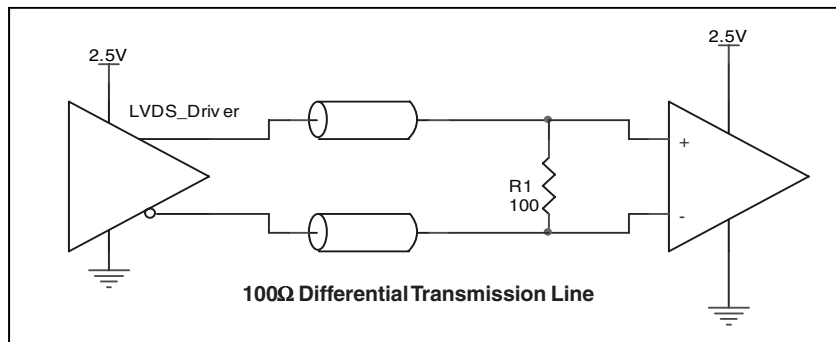 2.5V
2.5V
LVDS_Driver
+
R1
100
-
100Ω Differential Transmission Line